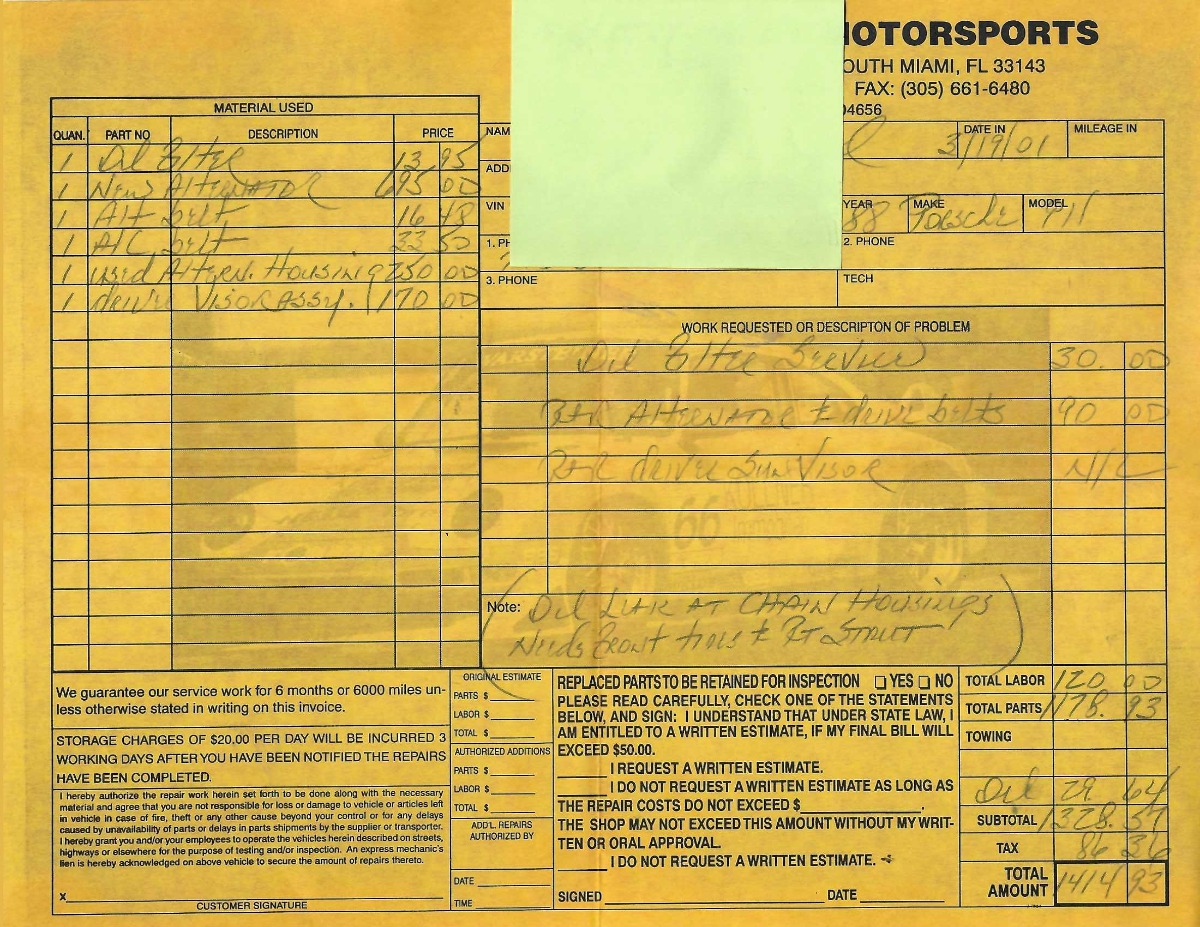 OTORSPORTS
OUTH MIAMI, FL 33143
FAX: (305) 661-6480
04656
MATERIAL USED
QUAN. PART NO DESCRIPTION PRICE
1 Oil Filter 13 95
1 New Alternator 695 00
1 Alt belt 16 48
1 A/C belt 33 50
1 used Altern. Housing 250 00
1 driver Visor Assy. 170 00
NAM
DATE IN 3/19/01
MILEAGE IN
ADD
VIN
YEAR 88 MAKE Porsche MODEL 911
1. PH
2. PHONE
3. PHONE
TECH
WORK REQUESTED OR DESCRIPTON OF PROBLEM
Oil Filter Service 30. 00
R+R Alternator & drive belts 90 00
R+R driver Sun Visor N/C
66
Note: Oil Leak at Chain Housings
Needs Front tires & Rt Strut
We guarantee our service work for 6 months or 6000 miles un-
less otherwise stated in writing on this invoice.
STORAGE CHARGES OF $20.00 PER DAY WILL BE INCURRED 3
WORKING DAYS AFTER YOU HAVE BEEN NOTIFIED THE REPAIRS
HAVE BEEN COMPLETED.
I hereby authorize the repair work herein set forth to be done along with the necessary
material and agree that you are not responsible for loss or damage to vehicle or articles left
in vehicle in case of fire, theft or any other cause beyond your control or for any delays
caused by unavailability of parts or delays in parts shipments by the supplier or transporter.
I hereby grant you and/or your employees to operate the vehicles herein described on streets,
highways or elsewhere for the purpose of testing and/or inspection. An express mechanic's
lien is hereby acknowledged on above vehicle to secure the amount of repairs thereto.
X
CUSTOMER SIGNATURE
ORIGINAL ESTIMATE
PARTS $
LABOR $
TOTAL $
AUTHORIZED ADDITIONS
PARTS $
LABOR $
TOTAL $
ADD'L. REPAIRS
AUTHORIZED BY
DATE
TIME
REPLACED PARTS TO BE RETAINED FOR INSPECTION YES NO
PLEASE READ CAREFULLY, CHECK ONE OF THE STATEMENTS
BELOW, AND SIGN: I UNDERSTAND THAT UNDER STATE LAW, I
AM ENTITLED TO A WRITTEN ESTIMATE, IF MY FINAL BILL WILL
EXCEED $50.00.
I REQUEST A WRITTEN ESTIMATE.
I DO NOT REQUEST A WRITTEN ESTIMATE AS LONG AS
THE REPAIR COSTS DO NOT EXCEED $
THE SHOP MAY NOT EXCEED THIS AMOUNT WITHOUT MY WRIT-
TEN OR ORAL APPROVAL.
I DO NOT REQUEST A WRITTEN ESTIMATE.
SIGNED DATE
TOTAL LABOR 120 00
TOTAL PARTS 1178. 93
TOWING
Oil 29. 64
SUBTOTAL 1328.57
TAX 86 36
TOTAL AMOUNT 1414 93